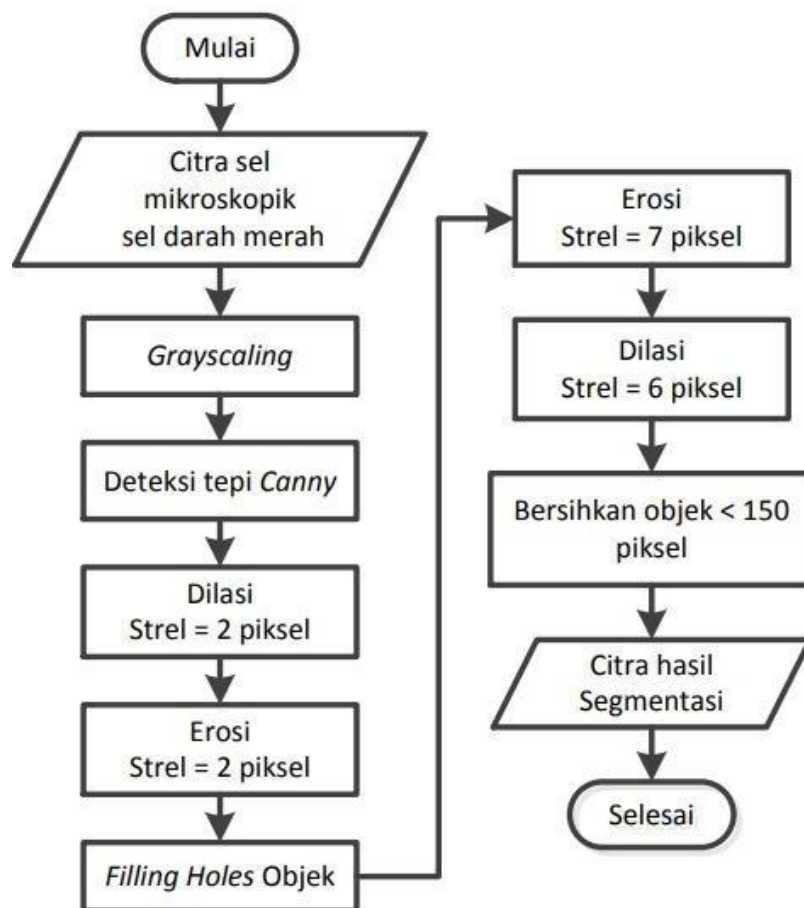 Mulai
Citra sel
mikroskopik
sel darah merah
Grayscaling
Deteksi tepi Canny
Dilasi
Strel = 2 piksel
Erosi
Strel = 2 piksel
Filling Holes Objek
Erosi
Strel = 7 piksel
Dilasi
Strel = 6 piksel
Bersihkan objek < 150
piksel
Citra hasil
Segmentasi
Selesai